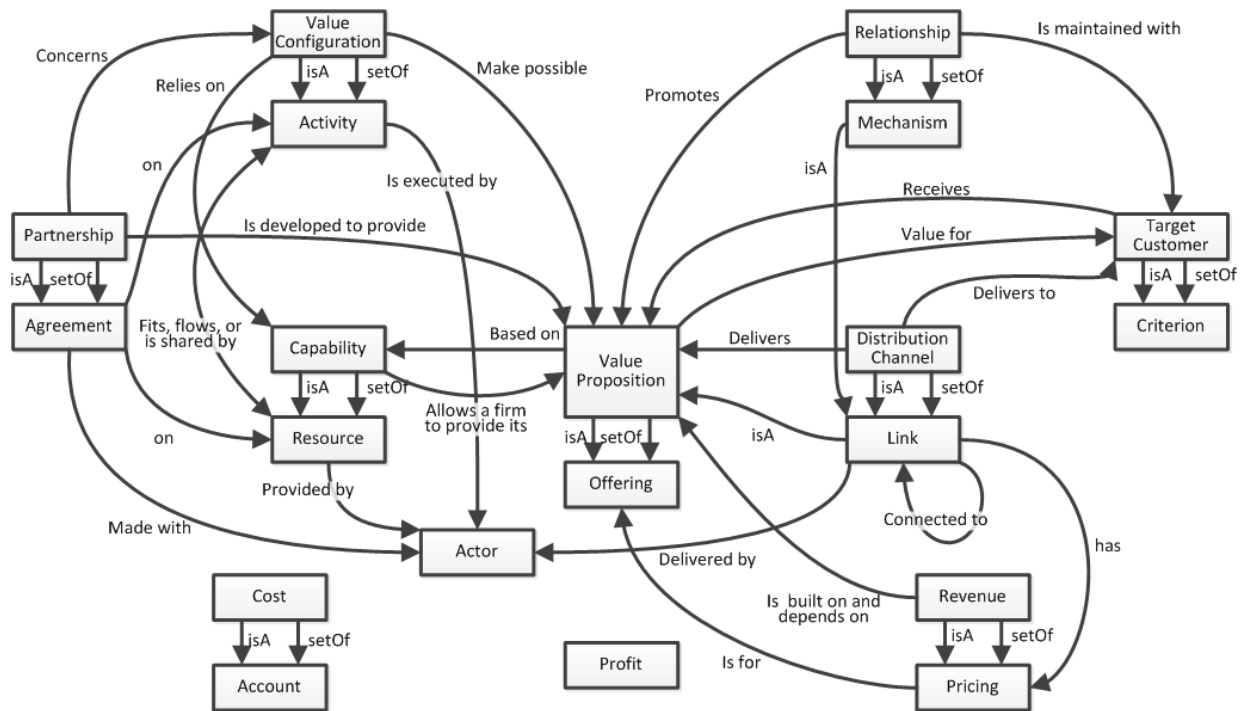 Value
Configuration
Relationship
Concerns
Is maintained with
Relies on
isA
setOf
Make possible
isA
setOf
Promotes
Activity
Mechanism
on
Is executed by
isA
Receives
Partnership
Is developed to provide
Value for
Target
Customer
isA
setOf
isA
setOf
Delivers to
Agreement
Fits, flows, or
is shared by
Capability
Based on
Value
Proposition
Delivers
Distribution
Channel
Criterion
isA
setOf
Allows a firm
to provide its
isA
setOf
on
Resource
isA
setOf
isA
Link
Provided by
Offering
Connected to
Made with
Actor
Delivered by
has
Cost
Is built on and
depends on
Revenue
isA
setOf
Profit
Is for
isA
setOf
Account
Pricing